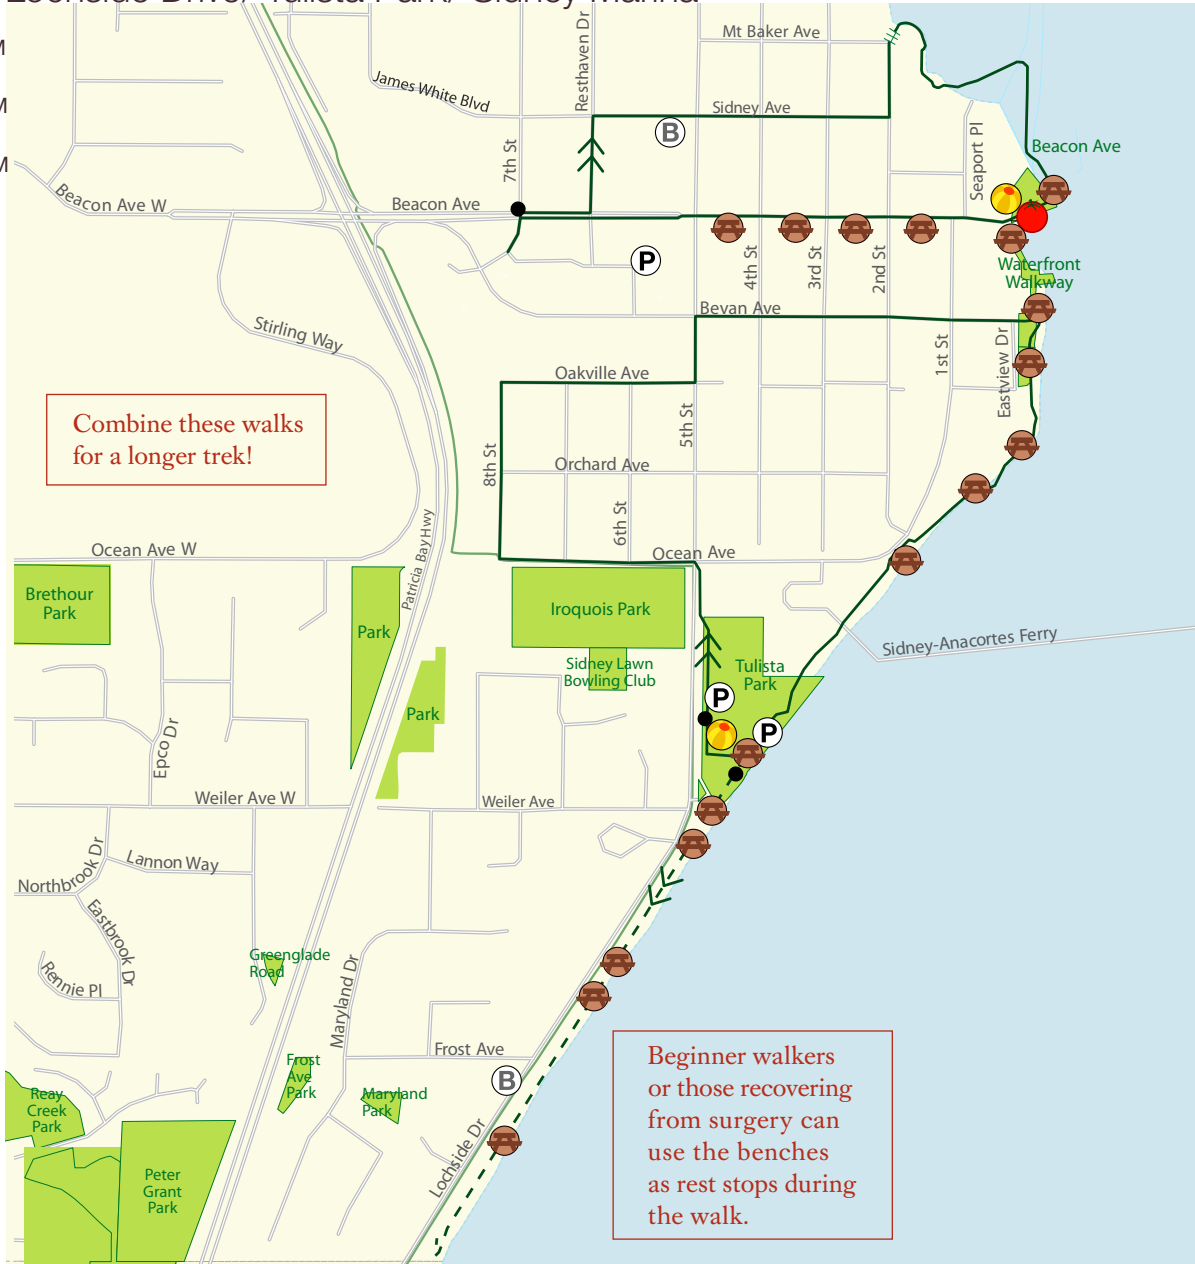 Lochside Drive/ Tulista Park/ Sidney Marina
M
M
M
Mt Baker Ave
Resthaven Dr
James White Blvd
Sidney Ave
B
7th St
Seaport Pl
Beacon Ave
Beacon Ave W
Beacon Ave
P
4th St
3rd St
2nd St
Waterfront
Walkway
Bevan Ave
Stirling Way
1st St
Eastview Dr
Oakville Ave
Combine these walks
for a longer trek!
5th St
8th St
Orchard Ave
6th St
Patricia Bay Hwy
Ocean Ave W
Ocean Ave
Brethour
Park
Park
Iroquois Park
Sidney-Anacortes Ferry
Sidney Lawn
Bowling Club
Tulista
Park
P
P
Park
Epco Dr
Weiler Ave W
Weiler Ave
Northbrook Dr
Lannon Way
Eastbrook Dr
Rennie Pl
Greenglade
Road
Maryland Dr
Frost Ave
B
Frost
Ave
Park
Maryland
Park
Reay
Creek
Park
Lochside Dr
Peter
Grant
Park
Beginner walkers
or those recovering
from surgery can
use the benches
as rest stops during
the walk.